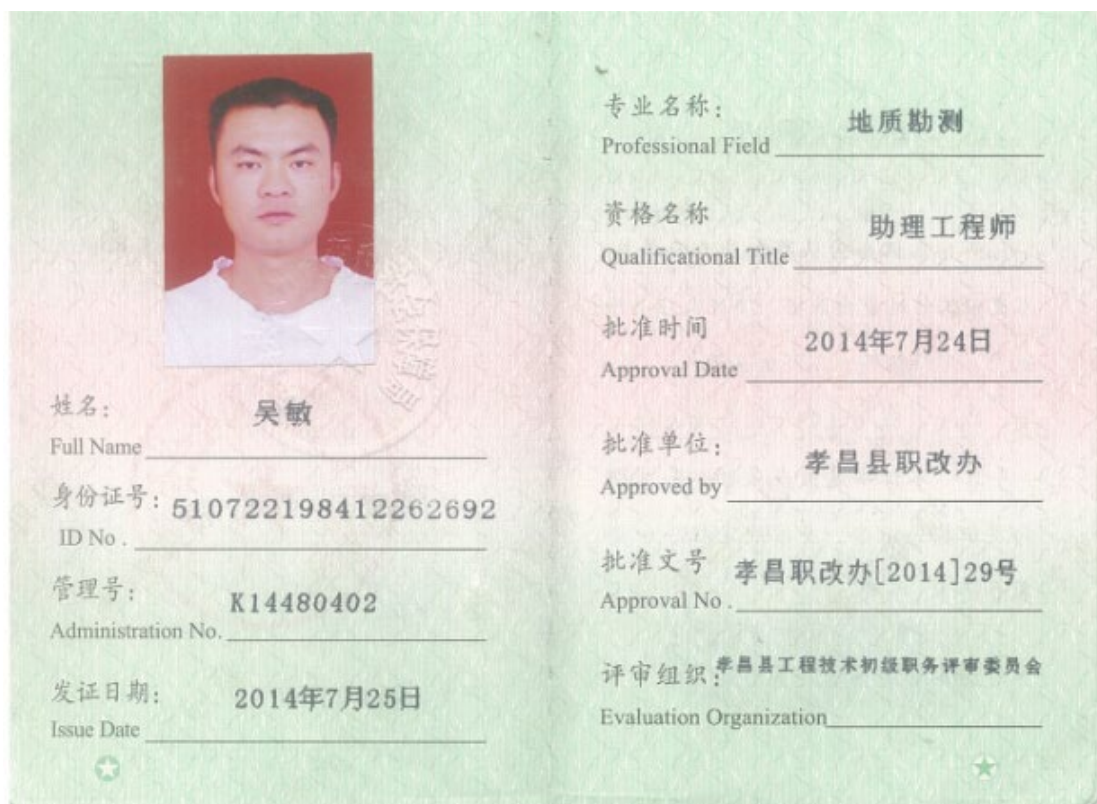 姓名：
吴敏
Full Name
身份证号：
510722198412262692
ID No .
管理号：
K14480402
Administration No.
发证日期：
2014年7月25日
Issue Date
专业名称：
地质勘测
Professional Field
资格名称
助理工程师
Qualificational Title
批准时间
2014年7月24日
Approval Date
批准单位：
孝昌县职改办
Approved by
批准文号
孝昌职改办[2014]29号
Approval No .
评审组织：
孝昌县工程技术初级职务评审委员会
Evaluation Organization